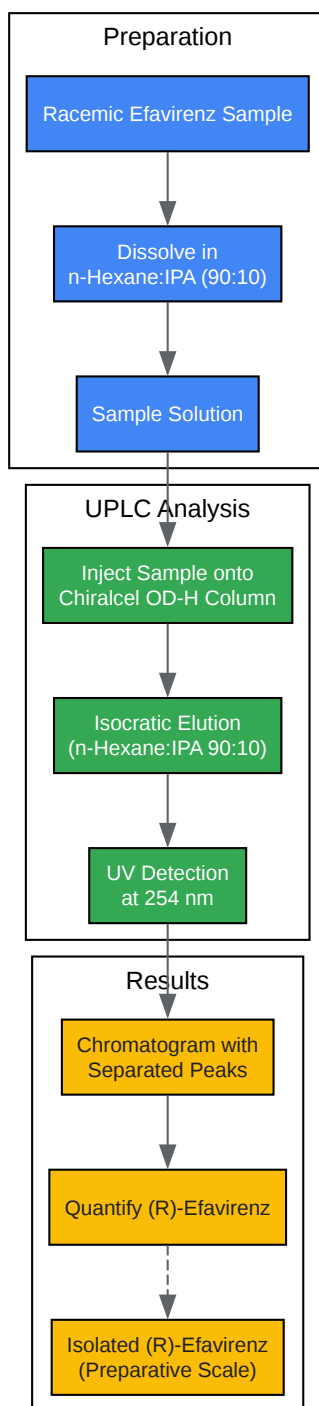 Preparation
Racemic Efavirenz Sample
Dissolve in
n-Hexane:IPA (90:10)
Sample Solution
UPLC Analysis
Inject Sample onto
Chiralcel OD-H Column
Isocratic Elution
(n-Hexane:IPA 90:10)
UV Detection
at 254 nm
Results
Chromatogram with
Separated Peaks
Quantify (R)-Efavirenz
Isolated (R)-Efavirenz
(Preparative Scale)